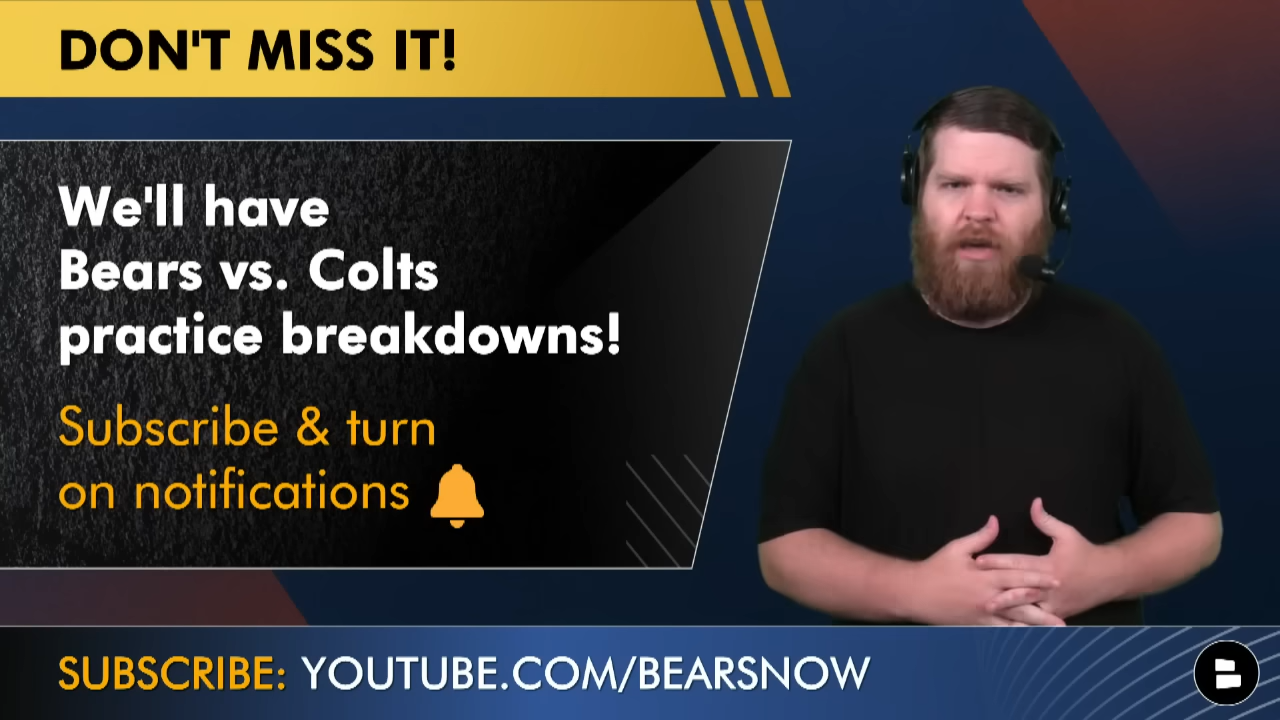 DON'T MISS IT!
We'll have
Bears vs. Colts
practice breakdowns!
Subscribe & turn
on notifications
SUBSCRIBE: YOUTUBE.COM/BEARSNOW